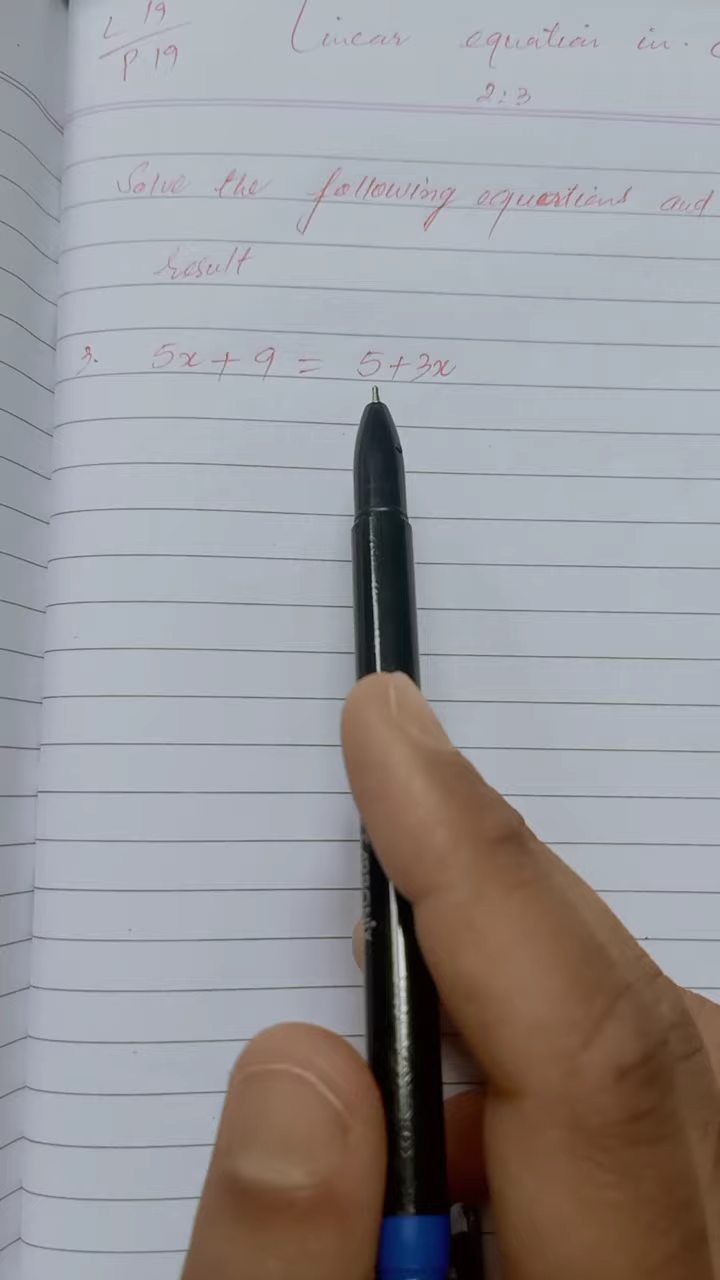 L 19
P 19
Linear equation in.
2:3
Solve the following equations and
result
3. 5x + 9 = 5+3x